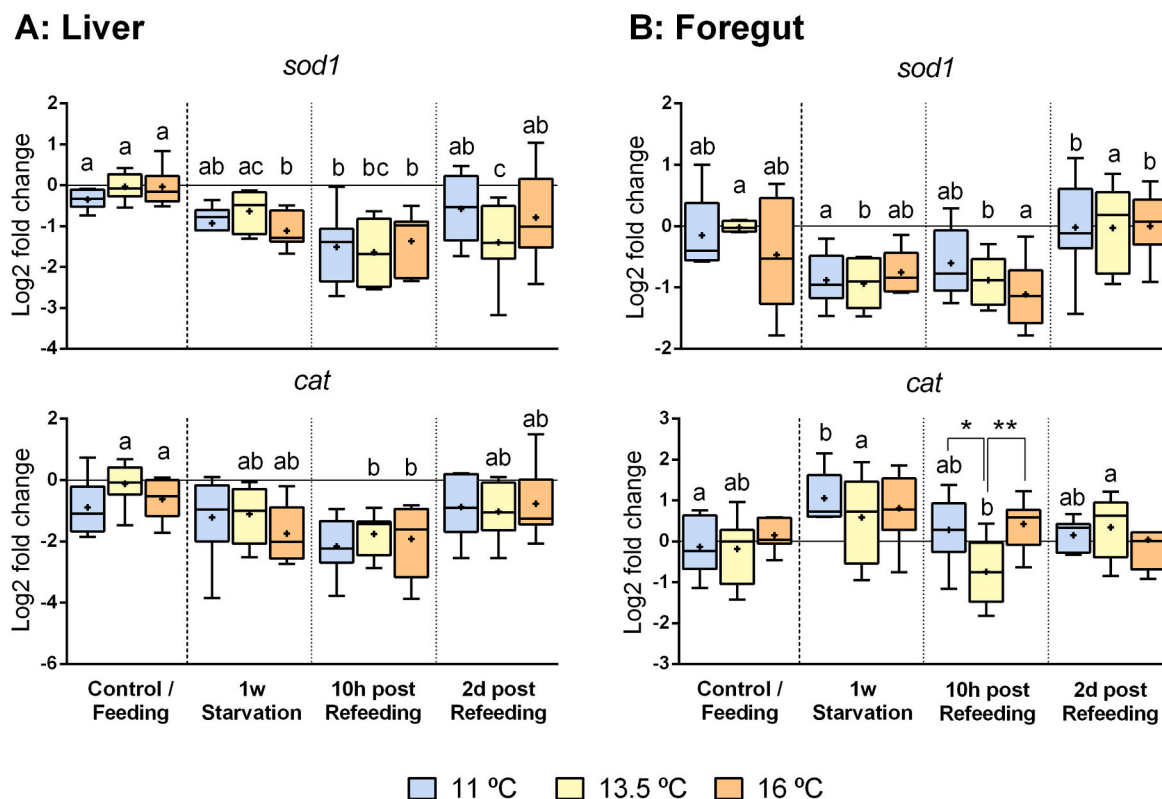 A: Liver
B: Foregut
sod1
Log2 fold change
2
1
0
-1
-2
-3
-4
a a a ab ac b b bc b ab c ab
sod1
Log2 fold change
2
1
0
-1
-2
ab a ab a b ab ab b a b a b
cat
Log2 fold change
2
0
-2
-4
-6
a a ab ab b b ab ab
Control / Feeding
1w Starvation
10h post Refeeding
2d post Refeeding
cat
Log2 fold change
3
2
1
0
-1
-2
-3
a ab b a ab * b ** ab a
Control / Feeding
1w Starvation
10h post Refeeding
2d post Refeeding
11 ºC 13.5 ºC 16 ºC